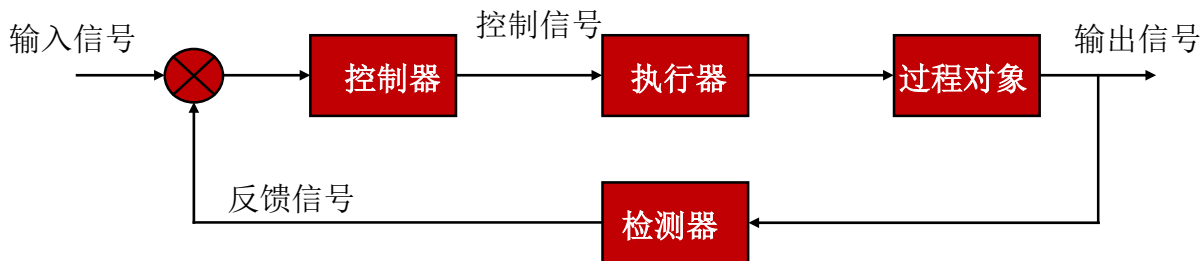 输入信号
控制信号
输出信号
控制器
执行器
过程对象
反馈信号
检测器